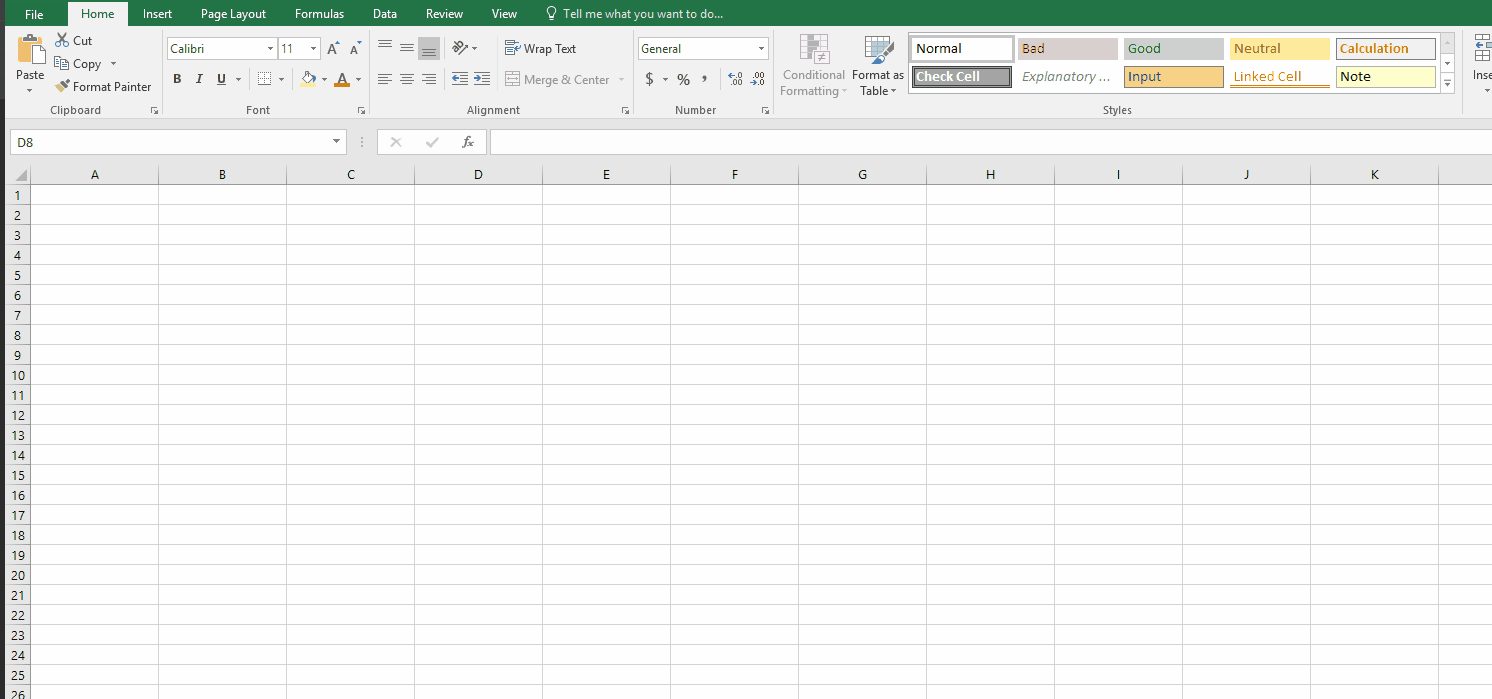 File Home Insert Page Layout Formulas Data Review View Tell me what you want to do...
Paste
Cut
Copy
Format Painter
Clipboard
Calibri 11
B I U A
Font
Wrap Text
Merge & Center
Alignment
General
$ % , .0 .00 .00 .0
Number
Conditional Formatting
Format as Table
Normal Bad Good Neutral Calculation
Check Cell Explanatory ... Input Linked Cell Note
Styles
Inse
D8 fx
A B C D E F G H I J K
1
2
3
4
5
6
7
8
9
10
11
12
13
14
15
16
17
18
19
20
21
22
23
24
25
26